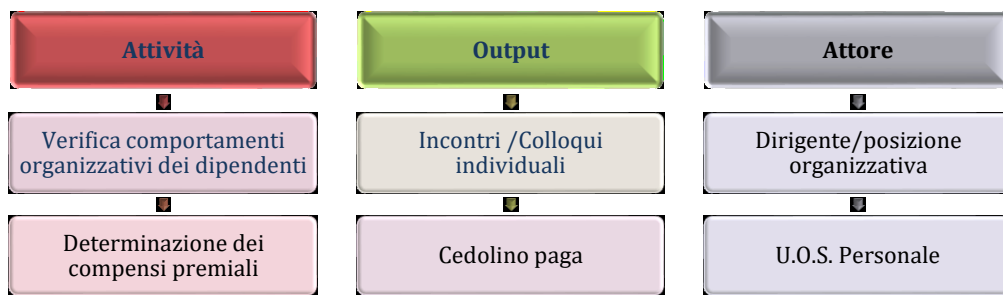 Attività
Output
Attore
Verifica comportamenti
organizzativi dei dipendenti
Incontri /Colloqui
individuali
Dirigente/posizione
organizzativa
Determinazione dei
compensi premiali
Cedolino paga
U.O.S. Personale